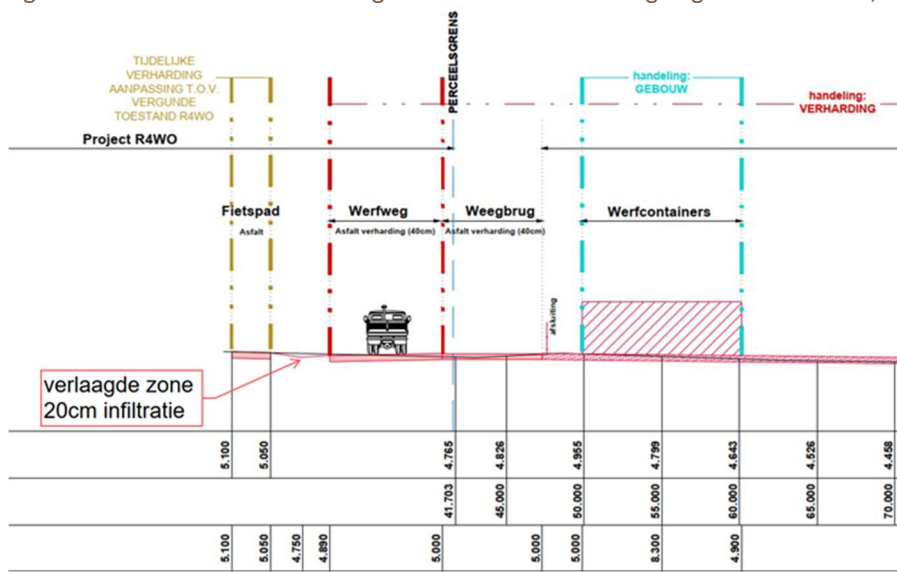 TIJDELIJKE
VERHARDING
AANPASSING T.O.V.
VERGUNDE
TOESTAND R4WO
PERCEELSGRENS
handeling:
GEBOUW
handeling:
VERHARDING
Project R4WO
Fietspad
Asfalt
Werfweg
Asfalt verharding (40cm)
Weegbrug
Asfalt verharding (40cm)
Werfcontainers
afsluiting
verlaagde zone
20cm infiltratie
5.100 5.050 4.765 4.826 4.955 4.799 4.643 4.526 4.458
41.703 45.000 50.000 55.000 60.000 65.000 70.000
5.100 5.050 4.750 4.890 5.000 5.000 5.000 8.300 4.900